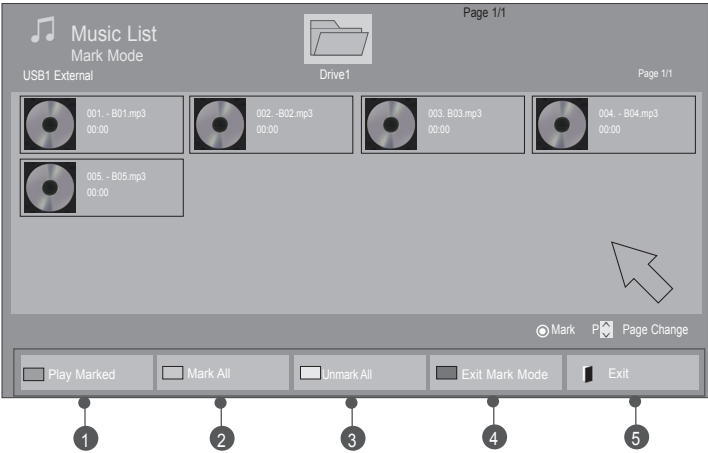 Page 1/1
Music List
Mark Mode
USB1 External
Drive1
Page 1/1
001. - B01.mp3
00:00
002. -B02.mp3
00:00
003. B03.mp3
00:00
004. - B04.mp3
00:00
005. - B05.mp3
00:00
Mark P Page Change
Play Marked
Mark All
Unmark All
Exit Mark Mode
Exit
1
2
3
4
5